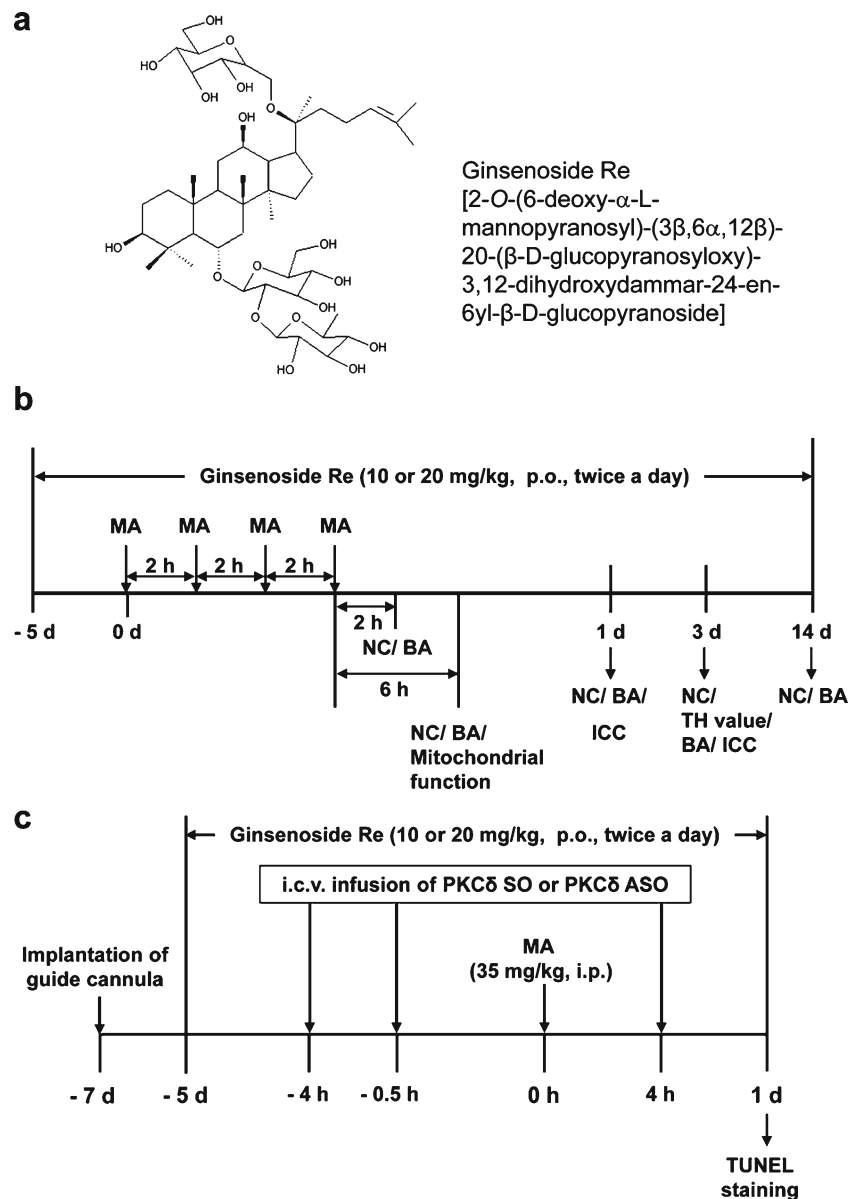 a
OH
O
HO
OH
OH
O
OH
HO
OH
O
O
OH
OH
O
O
OH
HO
OH
Ginsenoside Re
[2-O-(6-deoxy-α-L-
mannopyranosyl)-(3β,6α,12β)-
20-(β-D-glucopyranosyloxy)-
3,12-dihydroxydammar-24-en-
6yl-β-D-glucopyranoside]
b
Ginsenoside Re (10 or 20 mg/kg, p.o., twice a day)
MA MA MA MA
2 h 2 h 2 h
- 5 d 0 d 2 h 1 d 3 d 14 d
NC/ BA
6 h
NC/ BA/
Mitochondrial
function
NC/ BA/
ICC
NC/
TH value/
BA/ ICC
NC/ BA
c
Ginsenoside Re (10 or 20 mg/kg, p.o., twice a day)
i.c.v. infusion of PKCδ SO or PKCδ ASO
Implantation of
guide cannula
MA
(35 mg/kg, i.p.)
- 7 d - 5 d - 4 h - 0.5 h 0 h 4 h 1 d
TUNEL
staining